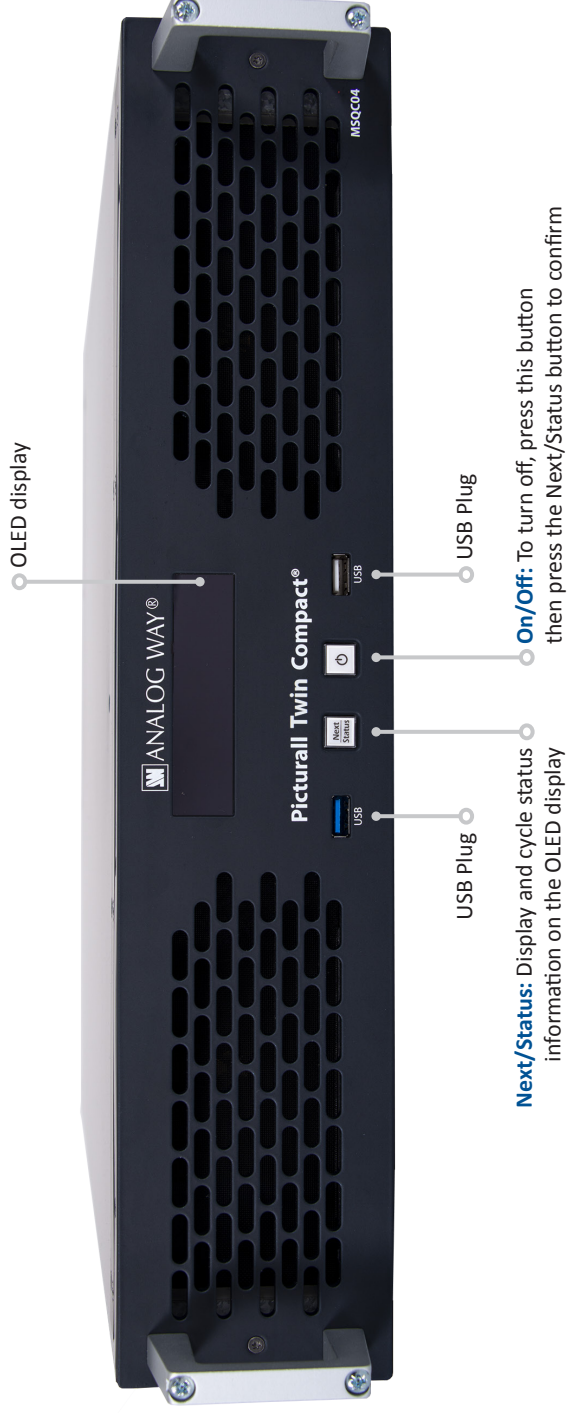 OLED display
ANALOG WAY®
Picturall Twin Compact®
USB
Next
Status
USB
MSQC04
USB Plug
USB Plug
Next/Status: Display and cycle status
information on the OLED display
On/Off: To turn off, press this button
then press the Next/Status button to confirm